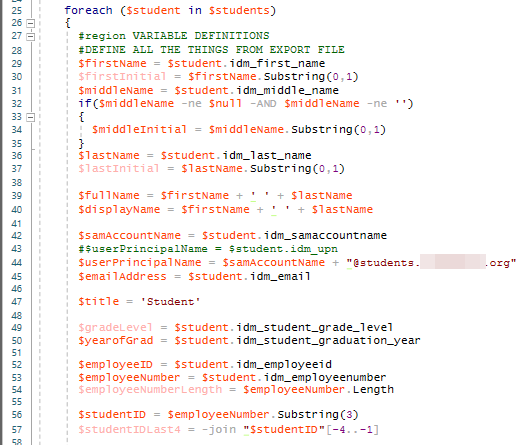 24
25 foreach ($student in $students)
26 {
27 #region VARIABLE DEFINITIONS
28 #DEFINE ALL THE THINGS FROM EXPORT FILE
29 $firstName = $student.idm_first_name
30 $firstInitial = $firstName.Substring(0,1)
31 $middleName = $student.idm_middle_name
32 if($middleName -ne $null -AND $middleName -ne '')
33 {
34 $middleInitial = $middleName.Substring(0,1)
35 }
36 $lastName = $student.idm_last_name
37 $lastInitial = $lastName.Substring(0,1)
38
39 $fullName = $firstName + ' ' + $lastName
40 $displayName = $firstName + ' ' + $lastName
41
42 $samAccountName = $student.idm_samaccountname
43 #$userPrincipalName = $student.idm_upn
44 $userPrincipalName = $samAccountName + "@students. .org"
45 $emailAddress = $student.idm_email
46
47 $title = 'Student'
48
49 $gradeLevel = $student.idm_student_grade_level
50 $yearofGrad = $student.idm_student_graduation_year
51
52 $employeeID = $student.idm_employeeid
53 $employeeNumber = $student.idm_employeenumber
54 $employeeNumberLength = $employeeNumber.Length
55
56 $studentID = $employeeNumber.Substring(3)
57 $studentIDLast4 = -join "$studentID"[-4..-1]
58